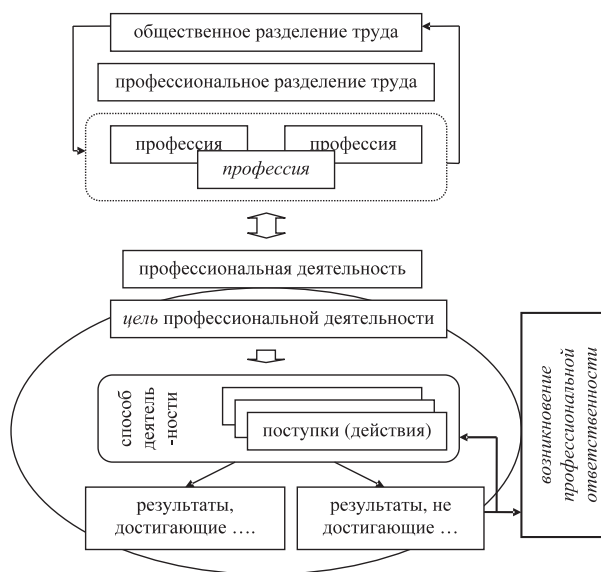 общественное разделение труда
профессиональное разделение труда
профессия
профессия
профессия
профессиональная деятельность
цель профессиональной деятельности
способ
деятель
-ности
поступки (действия)
возникновение
профессиональной
ответственности
результаты,
достигающие ….
результаты, не
достигающие …